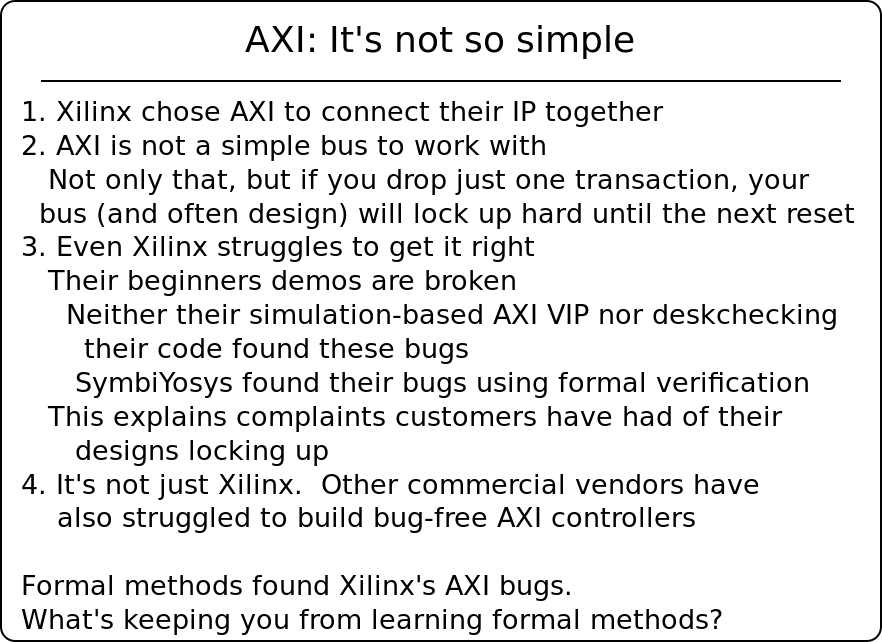 AXI: It's not so simple
1. Xilinx chose AXI to connect their IP together
2. AXI is not a simple bus to work with
Not only that, but if you drop just one transaction, your
bus (and often design) will lock up hard until the next reset
3. Even Xilinx struggles to get it right
Their beginners demos are broken
Neither their simulation-based AXI VIP nor deskchecking
their code found these bugs
SymbiYosys found their bugs using formal verification
This explains complaints customers have had of their
designs locking up
4. It's not just Xilinx.  Other commercial vendors have
also struggled to build bug-free AXI controllers
Formal methods found Xilinx's AXI bugs.
What's keeping you from learning formal methods?